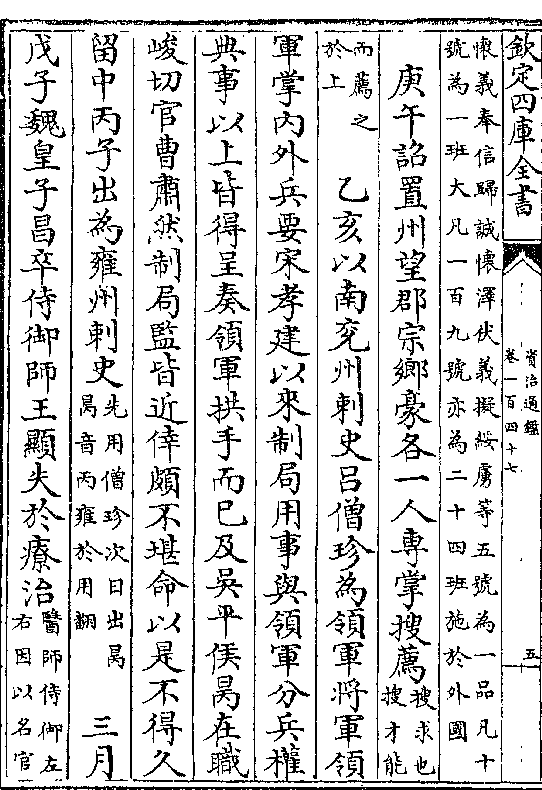 欽定四庫全書
資治通鑑
卷一百四十七
五
懷義奉信歸誠懷澤伏義擬綏虜等五號為一品凡十
號為一班大凡一百九號亦為二十四班施於外國
庚午詔置州望郡宗鄉豪各一人專掌搜薦搜求也搜才能
而薦之於上 乙亥以南兖州刺史吕僧珍為領軍將軍領
軍掌内外兵要宋孝建以來制局用事與領軍分兵權
典事以上皆得呈奏領軍拱手而已及吳平侯昺在職
峻切官曹肅然制局監皆近倖頗不堪命以是不得久
留中丙子出為雍州刺史先用僧珍次日出昺昺音丙雍於用翻 三月
戊子魏皇子昌卒侍御師王顯失於療治醫師侍御左右因以名官